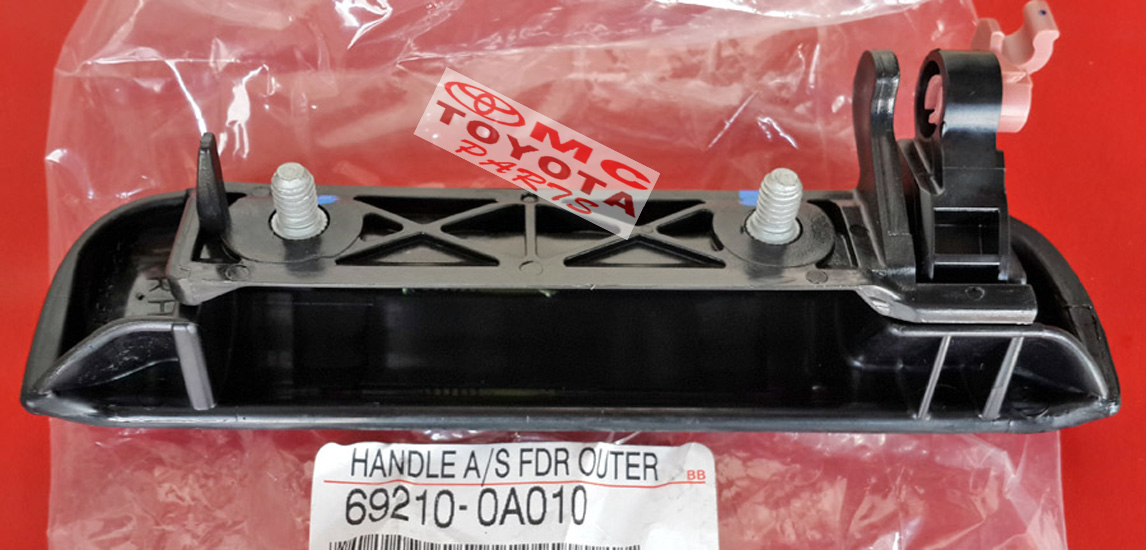 MC
TOYOTA
PARTS
HANDLE A/S FDR OUTER
BB
69210-0A010